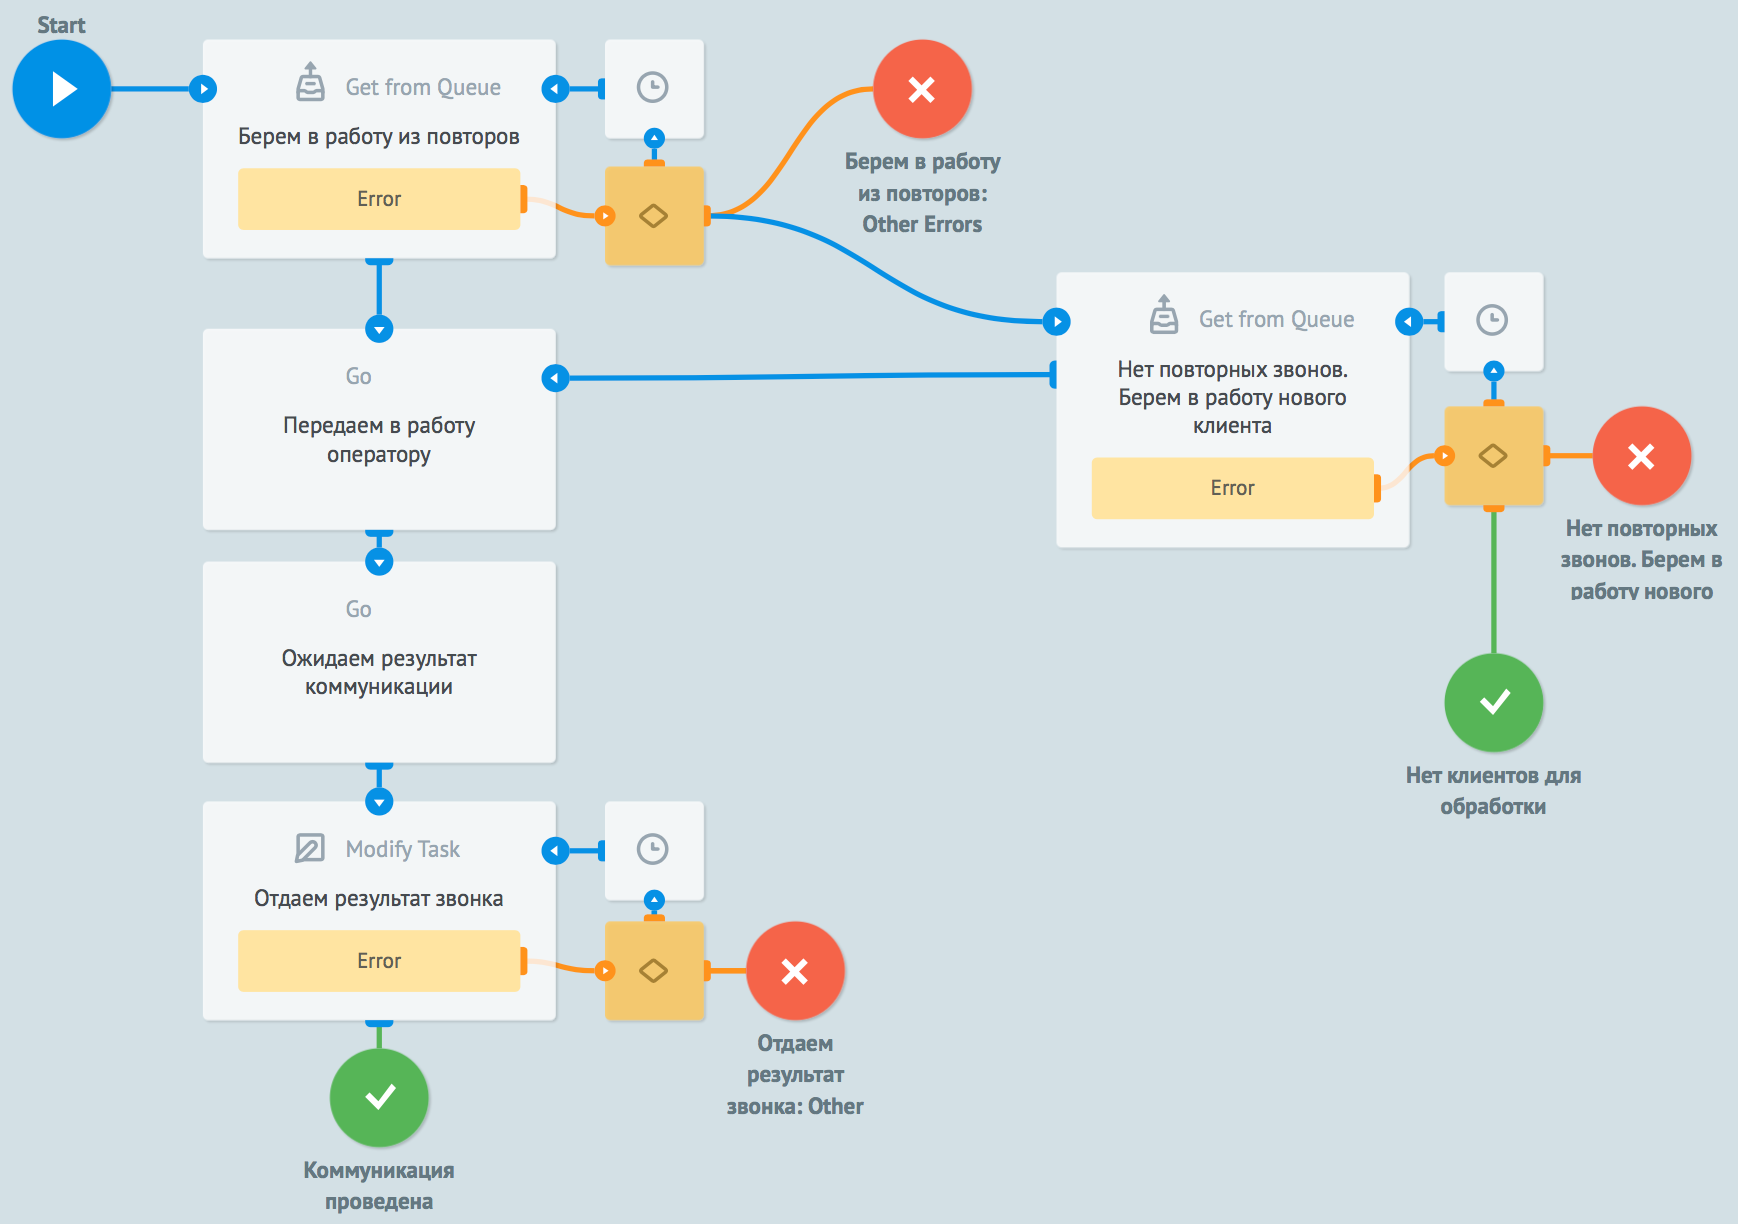 Start
Get from Queue
Берем в работу из повторов
Error
Берем в работу
из повторов:
Other Errors
Get from Queue
Нет повторных звонов.
Берем в работу нового
клиента
Error
Нет повторных
звонов. Берем в
работу нового
Нет клиентов для
обработки
Go
Передаем в работу
оператору
Go
Ожидаем результат
коммуникации
Modify Task
Отдаем результат звонка
Error
Отдаем
результат
звонка: Other
Коммуникация
проведена